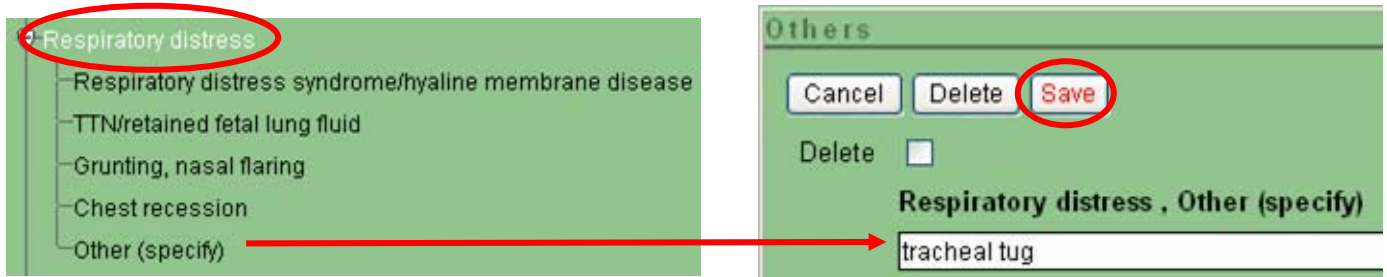 Respiratory distress
Respiratory distress syndrome/hyaline membrane disease
TTN/retained fetal lung fluid
Grunting, nasal flaring
Chest recession
Other (specify)
Others
Cancel Delete Save
Delete
Respiratory distress , Other (specify)
tracheal tug